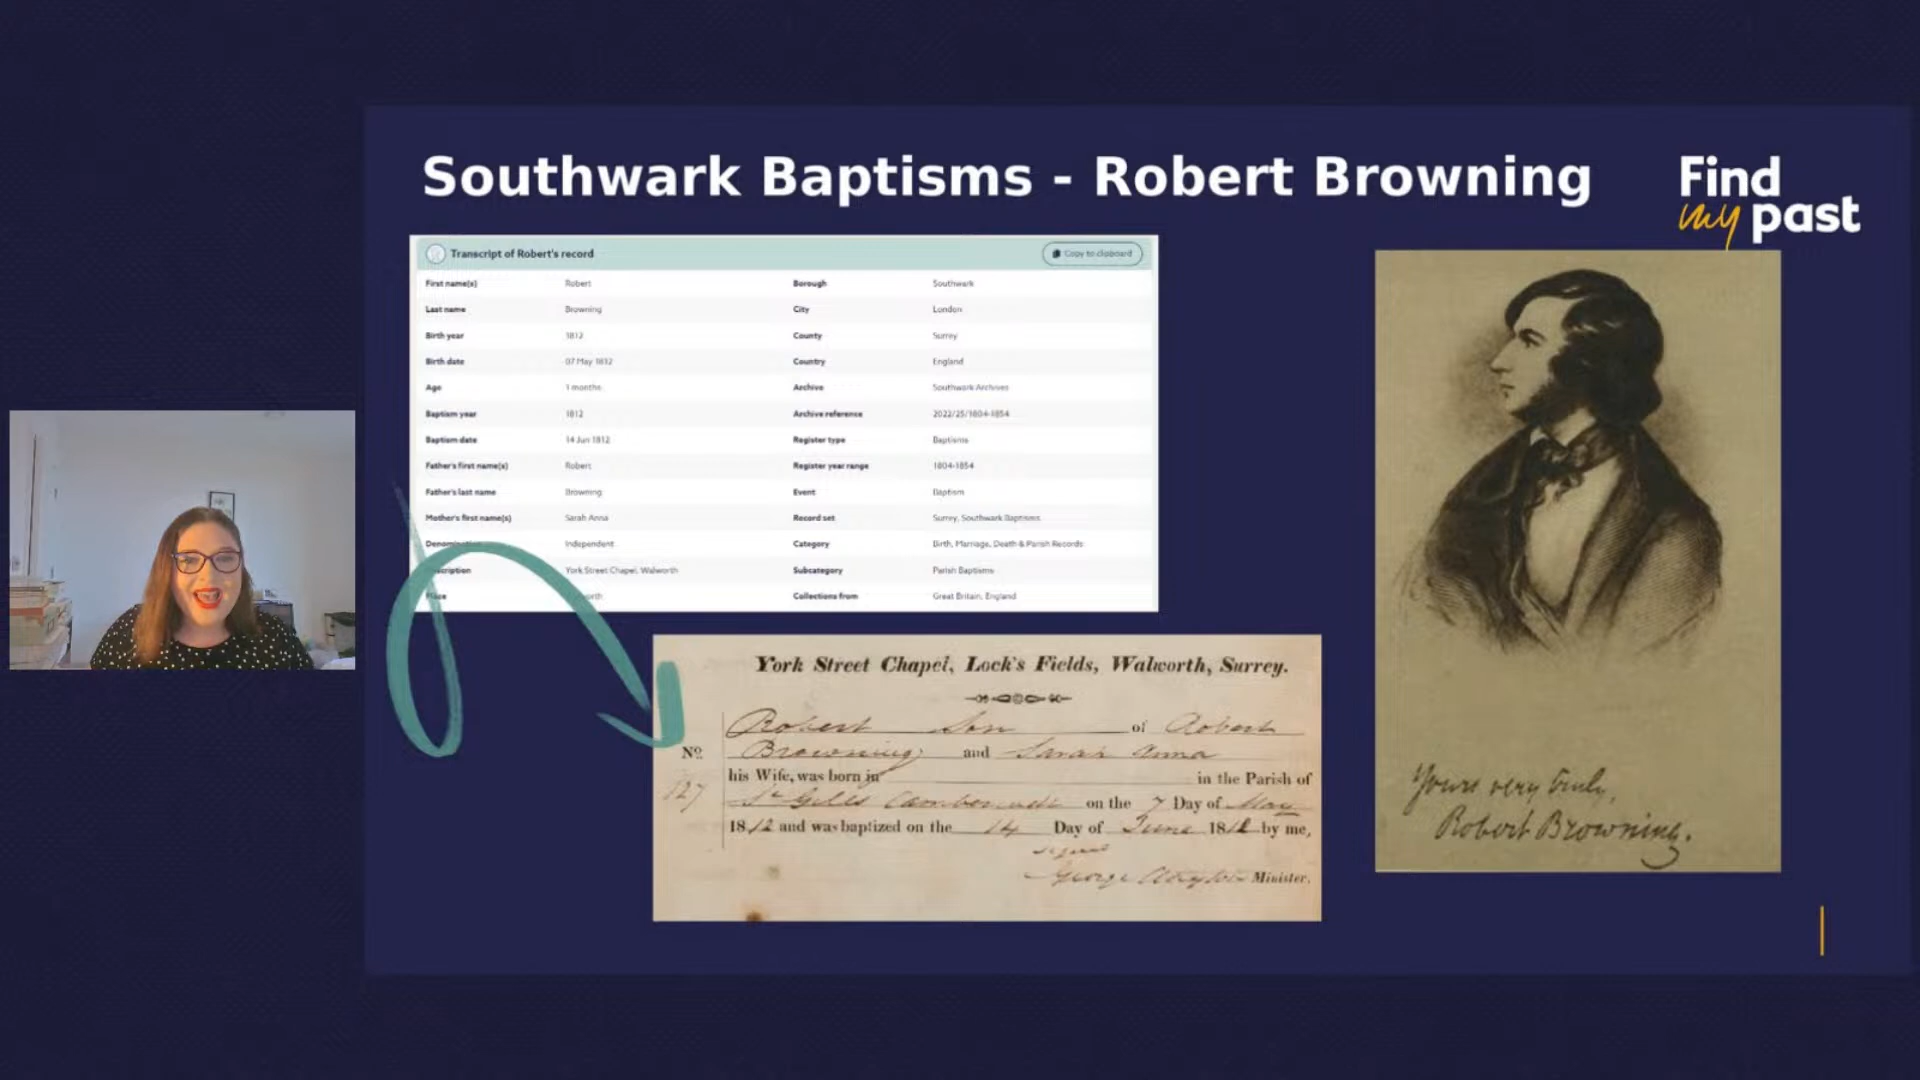 Southwark Baptisms - Robert Browning
Find
my past
Transcript of Robert's record
Copy to clipboard
First name(s) Robert Borough Southwark
Last name Browning City London
Birth year 1812 County Surrey
Birth date 07 May 1812 Country England
Age 1 months Archive Southwark Archives
Baptism year 1812 Archive reference 2022/25/1804-1854
Baptism date 14 Jun 1812 Register type Baptisms
Father's first name(s) Robert Register year range 1804-1854
Father's last name Browning Event Baptism
Mother's first name(s) Sarah Anna Record set Surrey, Southwark Baptisms
Independent Category Birth, Marriage, Death & Parish Records
York Street Chapel, Walworth Subcategory Parish Baptisms
Collections from Great Britain, England
York Street Chapel, Lock's Fields, Walworth, Surrey.
Robert Son of Robert
No. Browning and Sarah Anna
his Wife, was born in in the Parish of
127 St Giles on the 7 Day of May
1812 and was baptized on the 14 Day of June 1812 by me,
signed
George Minister.
Yours very truly,
Robert Browning.